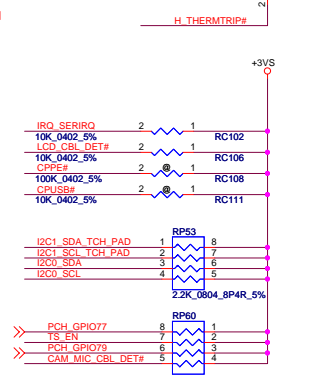 2
H_THERMTRIP#
+3VS
IRQ_SERIRQ 2 1
10K_0402_5% RC102
LCD_CBL_DET# 2 1
10K_0402_5% RC106
CPPE# 2 @ 1
100K_0402_5% RC108
CPUSB# 2 @ 1
10K_0402_5% RC111
RP53
I2C1_SDA_TCH_PAD 1 8
I2C1_SCL_TCH_PAD 2 7
I2C0_SDA 3 6
I2C0_SCL 4 5
2.2K_0804_8P4R_5%
RP60
PCH_GPIO77 8 1
TS_EN 7 2
PCH_GPIO79 6 3
CAM_MIC_CBL_DET# 5 4